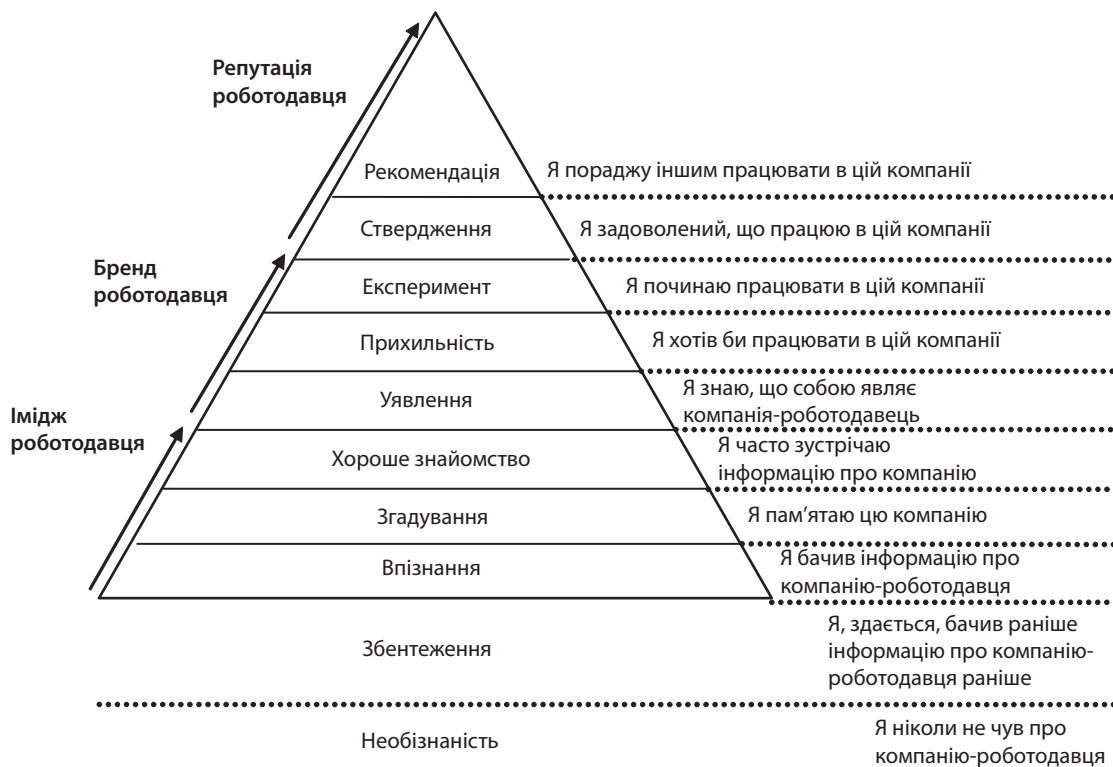 Репутація
роботодавця
Рекомендація
Я пораджу іншим працювати в цій компанії
Ствердження
Я задоволений, що працюю в цій компанії
Бренд
роботодавця
Експеримент
Я починаю працювати в цій компанії
Прихильність
Я хотів би працювати в цій компанії
Уявлення
Я знаю, що собою являє
компанія-роботодавець
Імідж
роботодавця
Хороше знайомство
Я часто зустрічаю
інформацію про компанію
Згадування
Я пам’ятаю цю компанію
Впізнання
Я бачив інформацію про
компанію-роботодавця
Збентеження
Я, здається, бачив раніше
інформацію про компанію-
роботодавця раніше
Необізнаність
Я ніколи не чув про
компанію-роботодавця